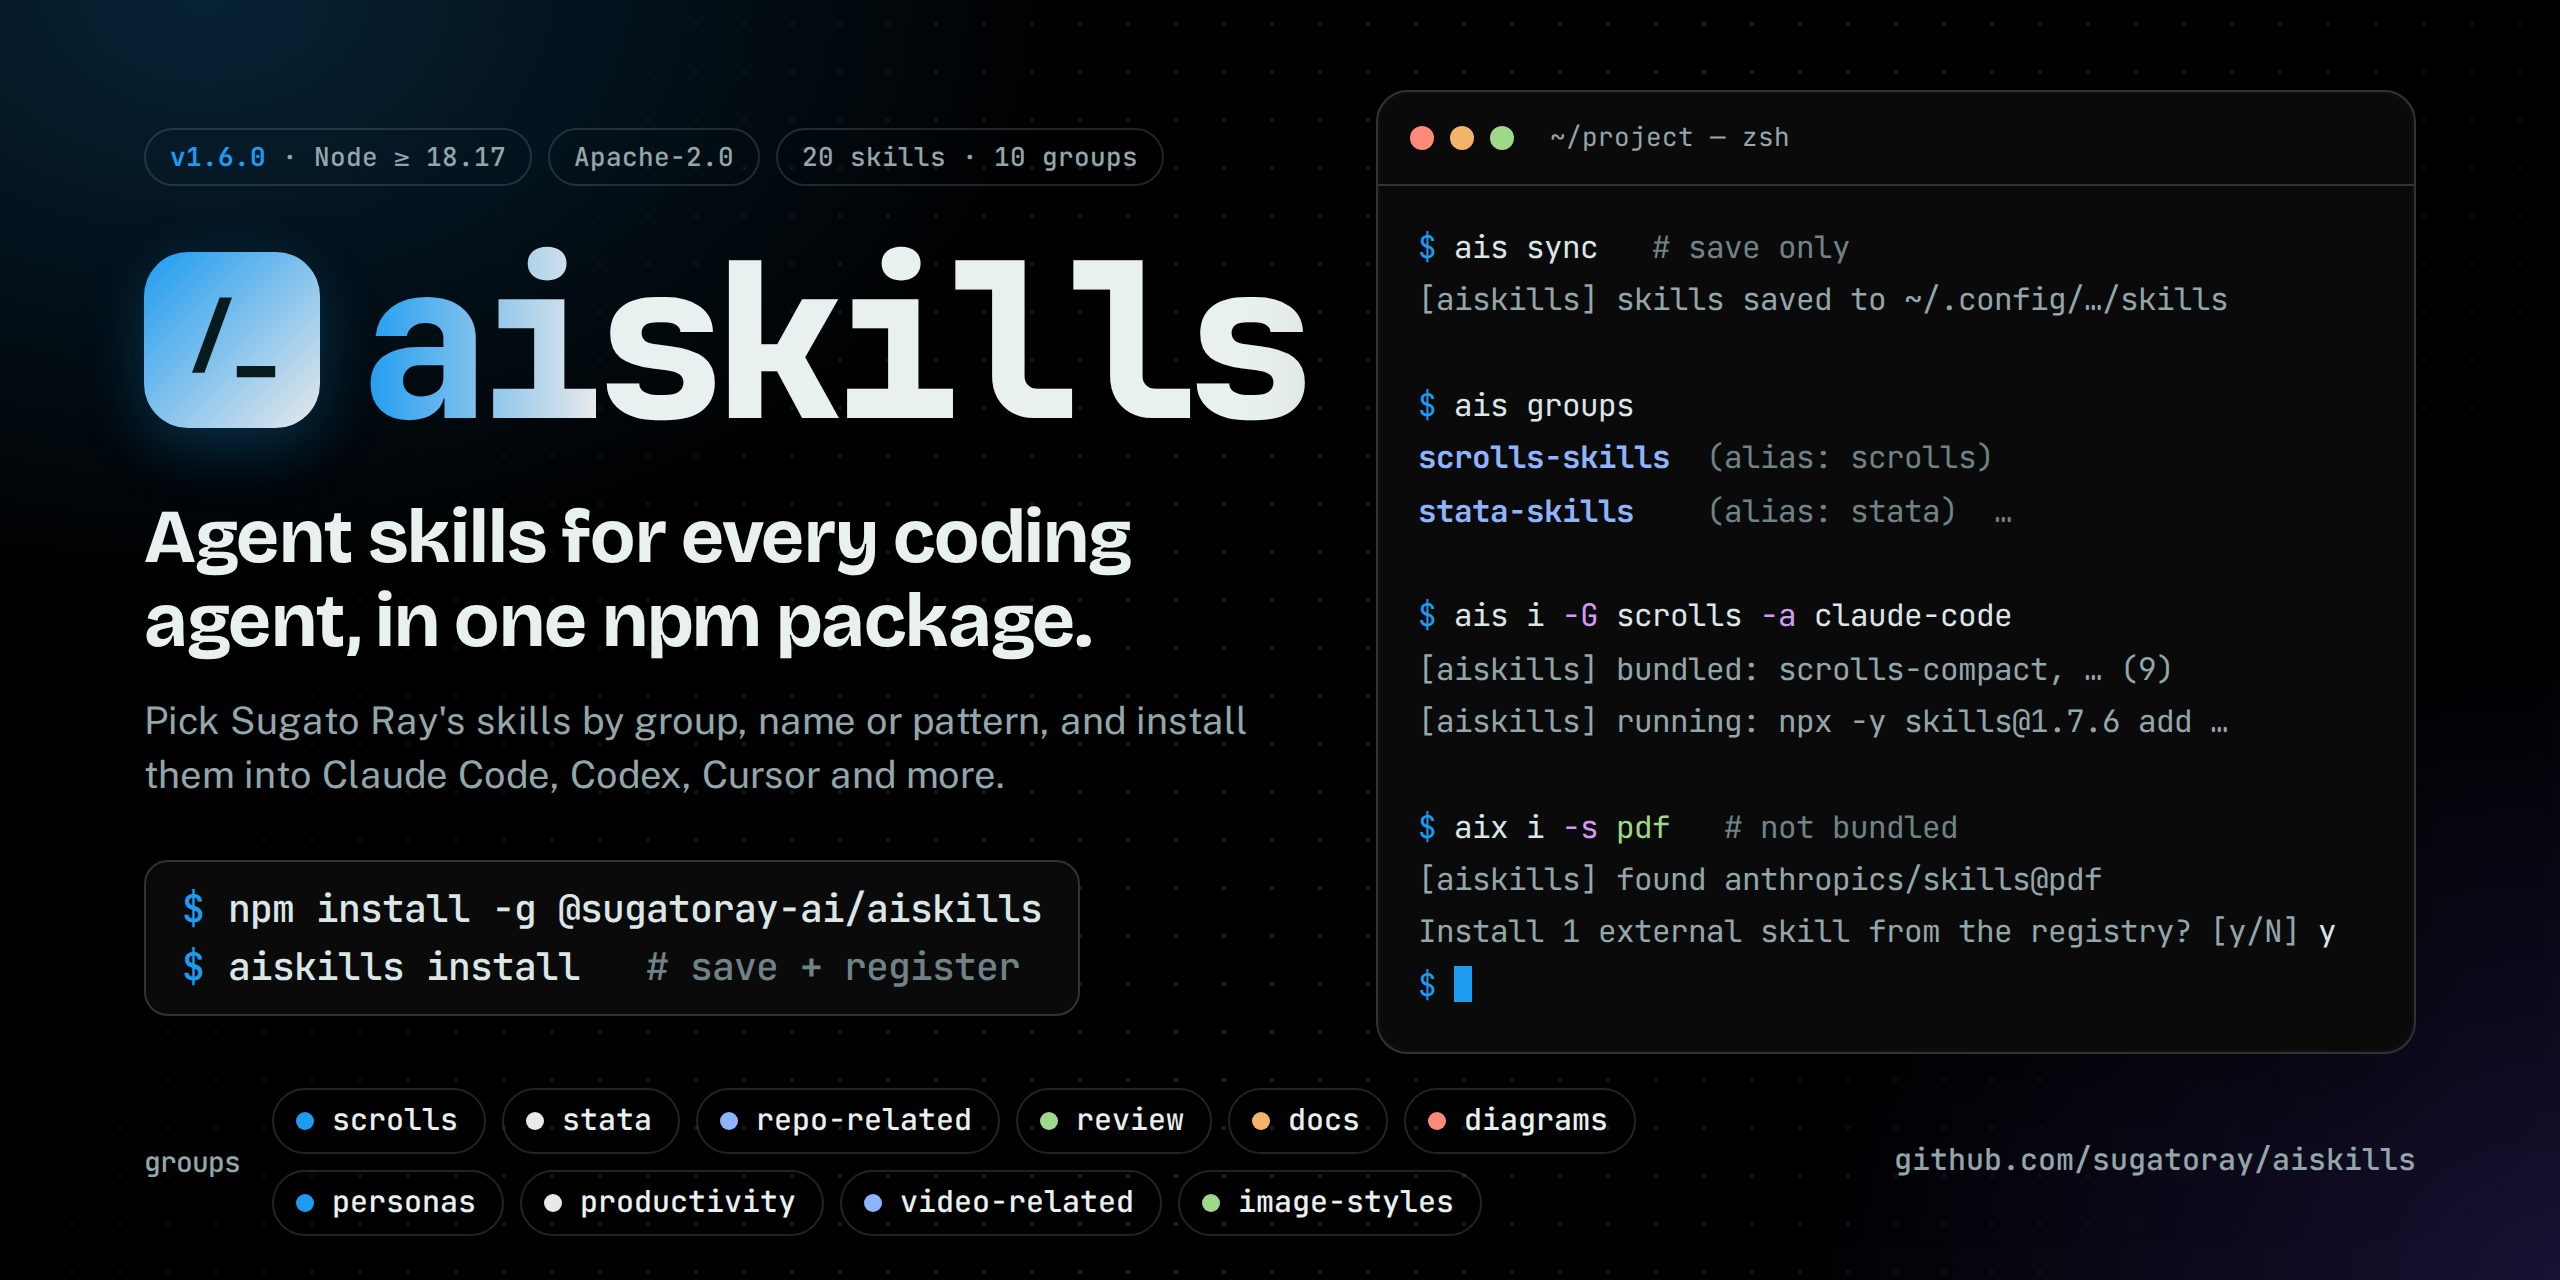 v1.6.0 · Node ≥ 18.17
Apache-2.0
20 skills · 10 groups
/_
aiskills
Agent skills for every coding
agent, in one npm package.
Pick Sugato Ray's skills by group, name or pattern, and install
them into Claude Code, Codex, Cursor and more.
$ npm install -g @sugatoray-ai/aiskills
$ aiskills install   # save + register
~/project — zsh
$ ais sync   # save only
[aiskills] skills saved to ~/.config/…/skills
$ ais groups
scrolls-skills  (alias: scrolls)
stata-skills    (alias: stata)  …
$ ais i -G scrolls -a claude-code
[aiskills] bundled: scrolls-compact, … (9)
[aiskills] running: npx -y skills@1.7.6 add …
$ aix i -s pdf   # not bundled
[aiskills] found anthropics/skills@pdf
Install 1 external skill from the registry? [y/N] y
$
groups
scrolls
stata
repo-related
review
docs
diagrams
personas
productivity
video-related
image-styles
github.com/sugatoray/aiskills